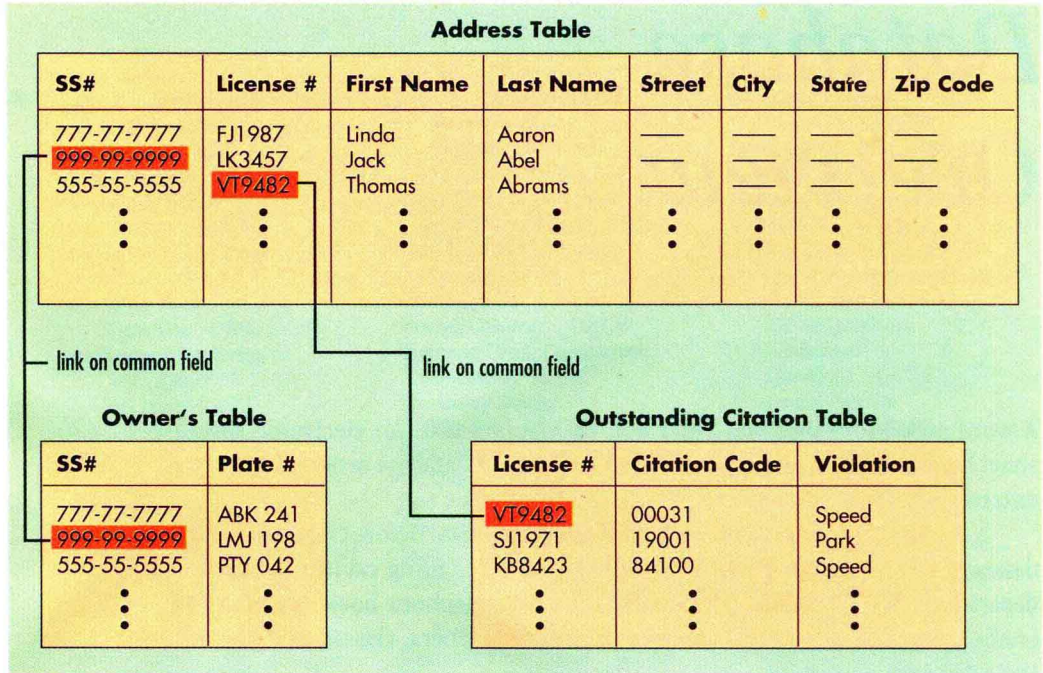 Address Table
SS# License # First Name Last Name Street City State Zip Code
777-77-7777 FJ1987 Linda Aaron
999-99-9999 LK3457 Jack Abel
555-55-5555 VT9482 Thomas Abrams
link on common field link on common field
Owner's Table
SS# Plate #
777-77-7777 ABK 241
999-99-9999 LMJ 198
555-55-5555 PTY 042
Outstanding Citation Table
License # Citation Code Violation
VT9482 00031 Speed
SJ1971 19001 Park
KB8423 84100 Speed